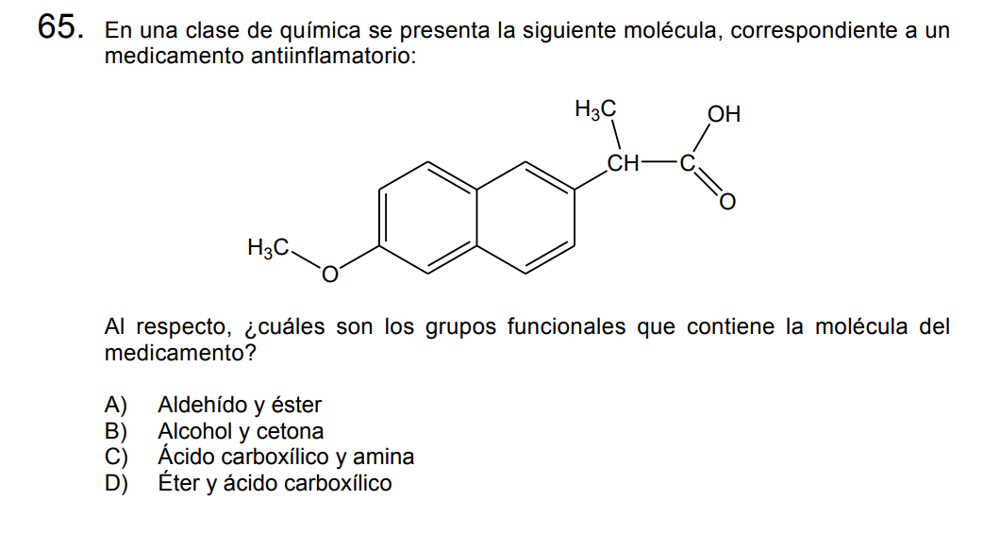 65. En una clase de química se presenta la siguiente molécula, correspondiente a un
medicamento antiinflamatorio:
H₃C
OH
CH
C
O
H₃C
O
Al respecto, ¿cuáles son los grupos funcionales que contiene la molécula del
medicamento?
A) Aldehído y éster
B) Alcohol y cetona
C) Ácido carboxílico y amina
D) Éter y ácido carboxílico